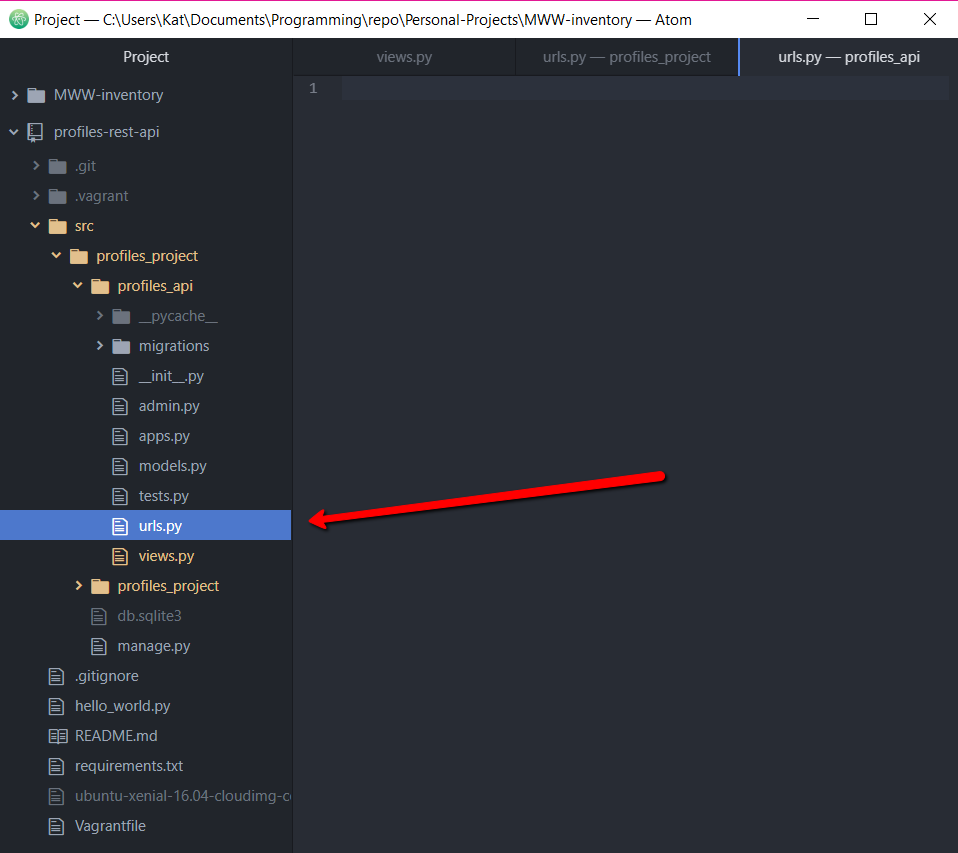 Project — C:\Users\Kat\Documents\Programming\repo\Personal-Projects\MWW-inventory — Atom
Project
views.py
urls.py — profiles_project
urls.py — profiles_api
1
MWW-inventory
profiles-rest-api
.git
.vagrant
src
profiles_project
profiles_api
__pycache__
migrations
__init__.py
admin.py
apps.py
models.py
tests.py
urls.py
views.py
profiles_project
db.sqlite3
manage.py
.gitignore
hello_world.py
README.md
requirements.txt
ubuntu-xenial-16.04-cloudimg-c
Vagrantfile